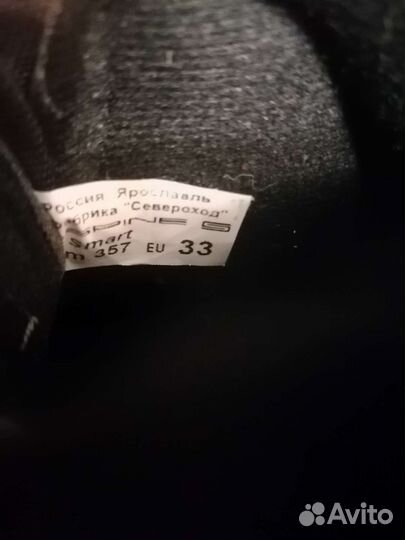 Россия Ярославль
Фабрика "Североход"
SPINE
Smart
m 357 EU 33
Avito